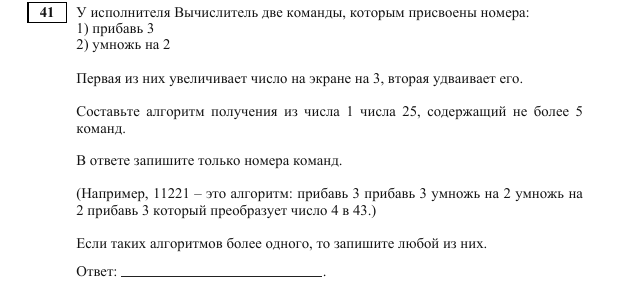 41
У исполнителя Вычислитель две команды, которым присвоены номера:
1) прибавь 3
2) умножь на 2
Первая из них увеличивает число на экране на 3, вторая удваивает его.
Составьте алгоритм получения из числа 1 числа 25, содержащий не более 5
команд.
В ответе запишите только номера команд.
(Например, 11221 – это алгоритм: прибавь 3 прибавь 3 умножь на 2 умножь на
2 прибавь 3 который преобразует число 4 в 43.)
Если таких алгоритмов более одного, то запишите любой из них.
Ответ: ____________________________.